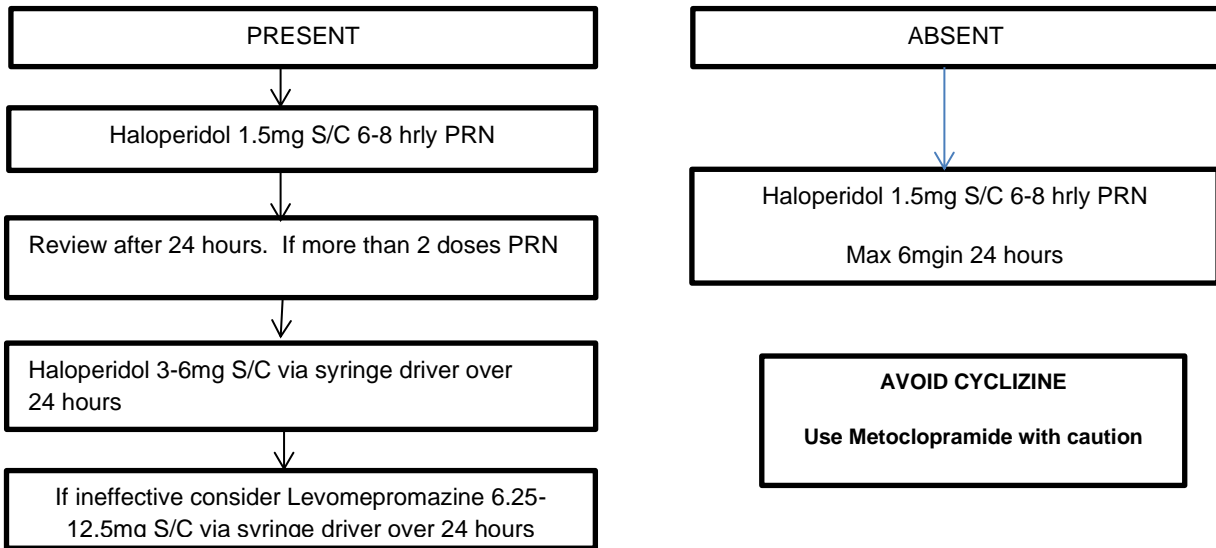 PRESENT
Haloperidol 1.5mg S/C 6-8 hrly PRN
Review after 24 hours.  If more than 2 doses PRN
Haloperidol 3-6mg S/C via syringe driver over
24 hours
If ineffective consider Levomepromazine 6.25-
12.5mg S/C via syringe driver over 24 hours
ABSENT
Haloperidol 1.5mg S/C 6-8 hrly PRN
Max 6mgin 24 hours
AVOID CYCLIZINE
Use Metoclopramide with caution